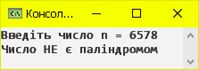 Консол...
Введіть число n = 6578
Число НЕ є паліндромом